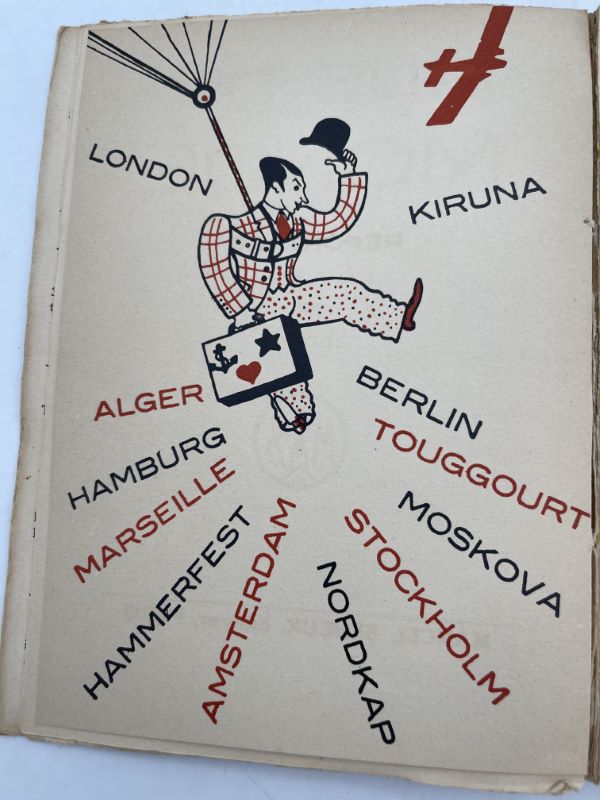 LONDON
KIRUNA
ALGER
BERLIN
HAMBURG
TOUGGOURT
MARSEILLE
MOSKOVA
HAMMERFEST
STOCKHOLM
AMSTERDAM
NORDKAP